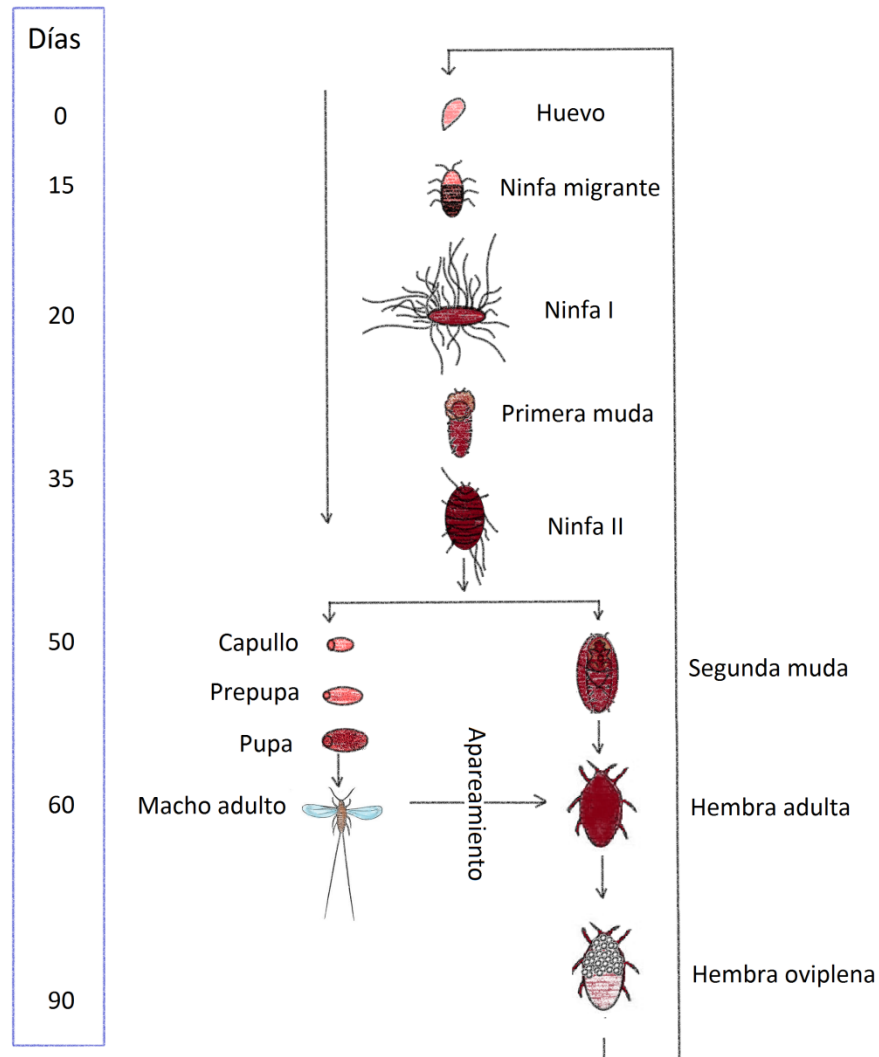 Días
0
Huevo
15
Ninfa migrante
20
Ninfa I
Primera muda
35
Ninfa II
50
Capullo
Segunda muda
Prepupa
Pupa
Apareamiento
60
Macho adulto
Hembra adulta
Hembra oviplena
90